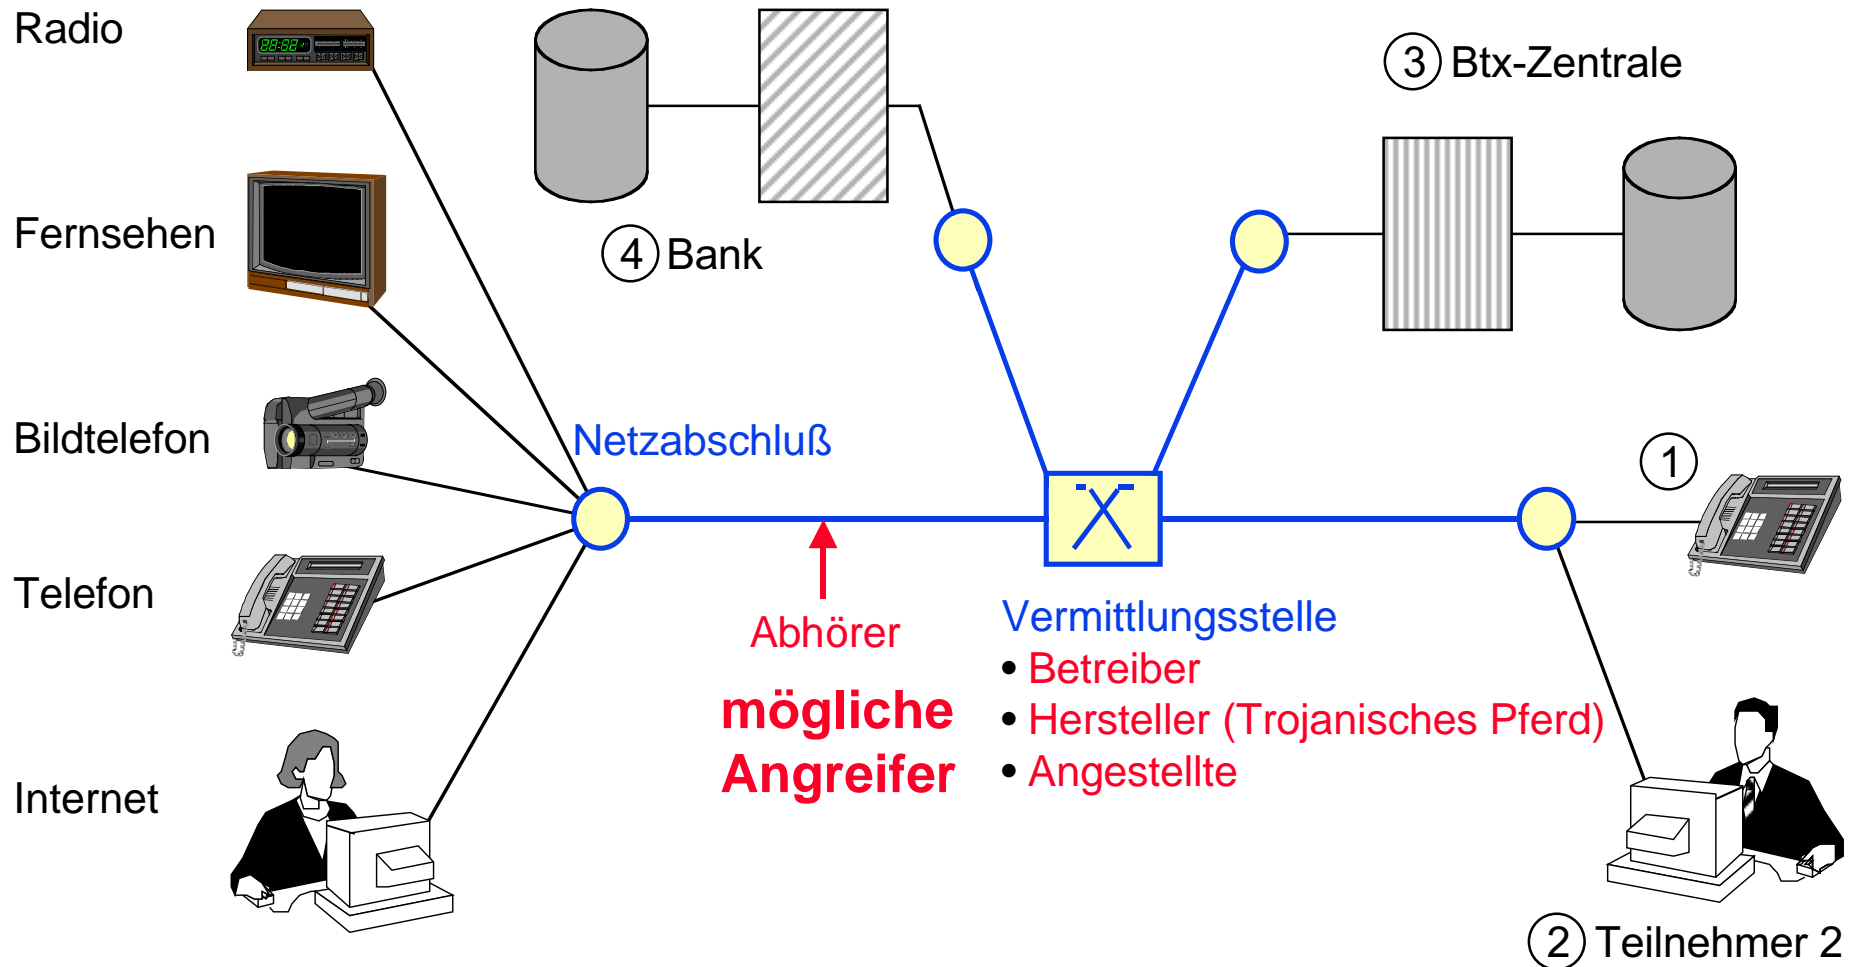 Radio
③ Btx-Zentrale
Fernsehen
④ Bank
Bildtelefon
Netzabschluß
①
Telefon
Abhörer
mögliche
Angreifer
Vermittlungsstelle
• Betreiber
• Hersteller (Trojanisches Pferd)
• Angestellte
Internet
② Teilnehmer 2